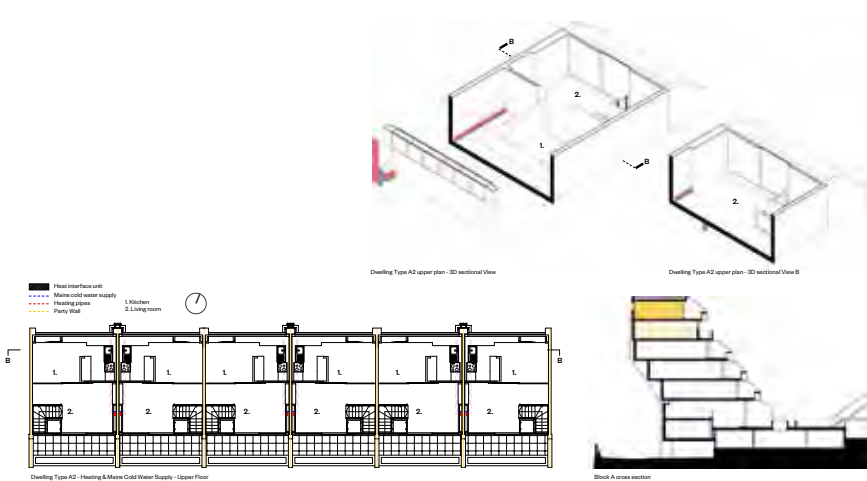 B
2.
1.
B
2.
Dwelling Type A2 upper plan - 3D sectional View
Dwelling Type A2 upper plan - 3D sectional View B
Heat interface unit
Mains cold water supply
Heating pipes
Party Wall
1. Kitchen
2. Living room
B
B
1.
1.
1.
1.
1.
1.
2.
2.
2.
2.
2.
2.
Dwelling Type A2 - Heating & Mains Cold Water Supply - Upper Floor
Block A cross section